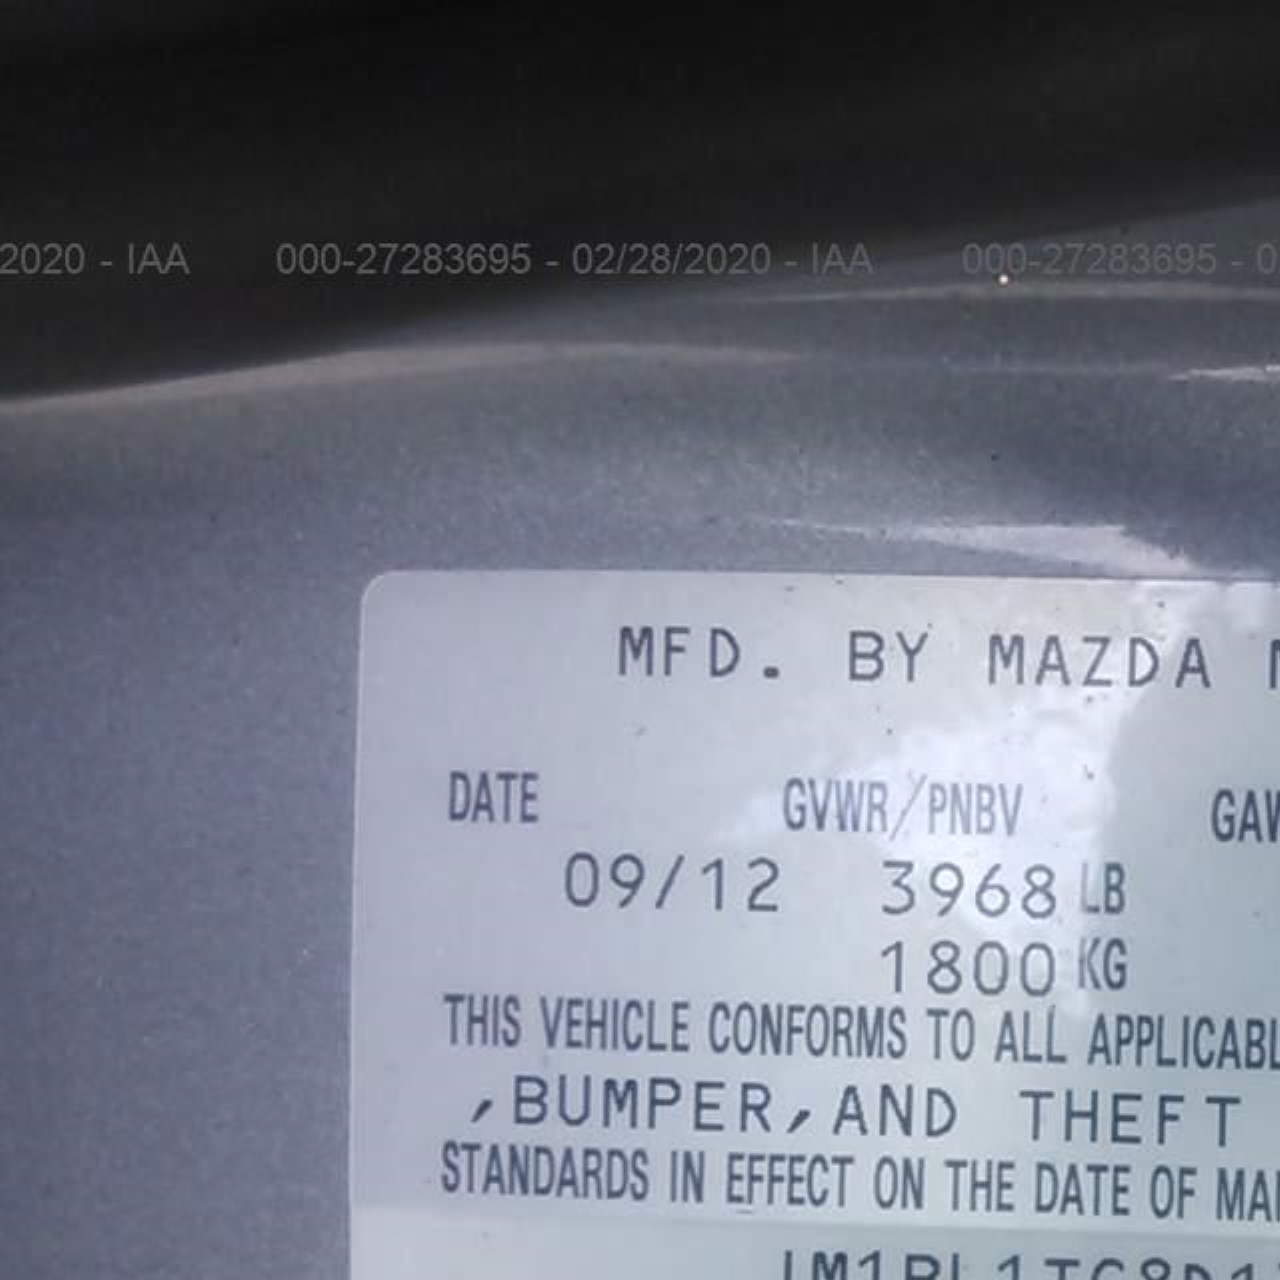 2020 - IAA 000-27283695 - 02/28/2020 - IAA 000-27283695 - 0
MFD. BY MAZDA
DATE GVWR/PNBV GAW
09/12 3968 LB
1800 KG
THIS VEHICLE CONFORMS TO ALL APPLICABL
,BUMPER,AND THEFT
STANDARDS IN EFFECT ON THE DATE OF MA